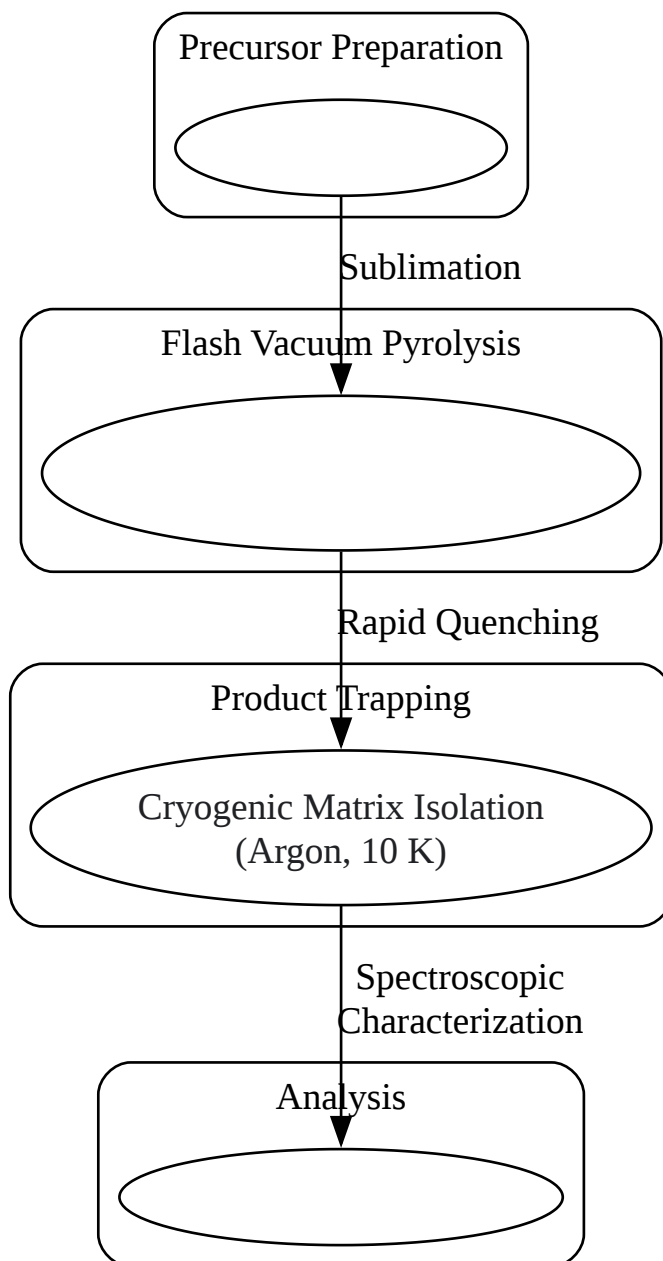 Precursor Preparation
Sublimation
Flash Vacuum Pyrolysis
Rapid Quenching
Product Trapping
Cryogenic Matrix Isolation
(Argon, 10 K)
Spectroscopic
Characterization
Analysis